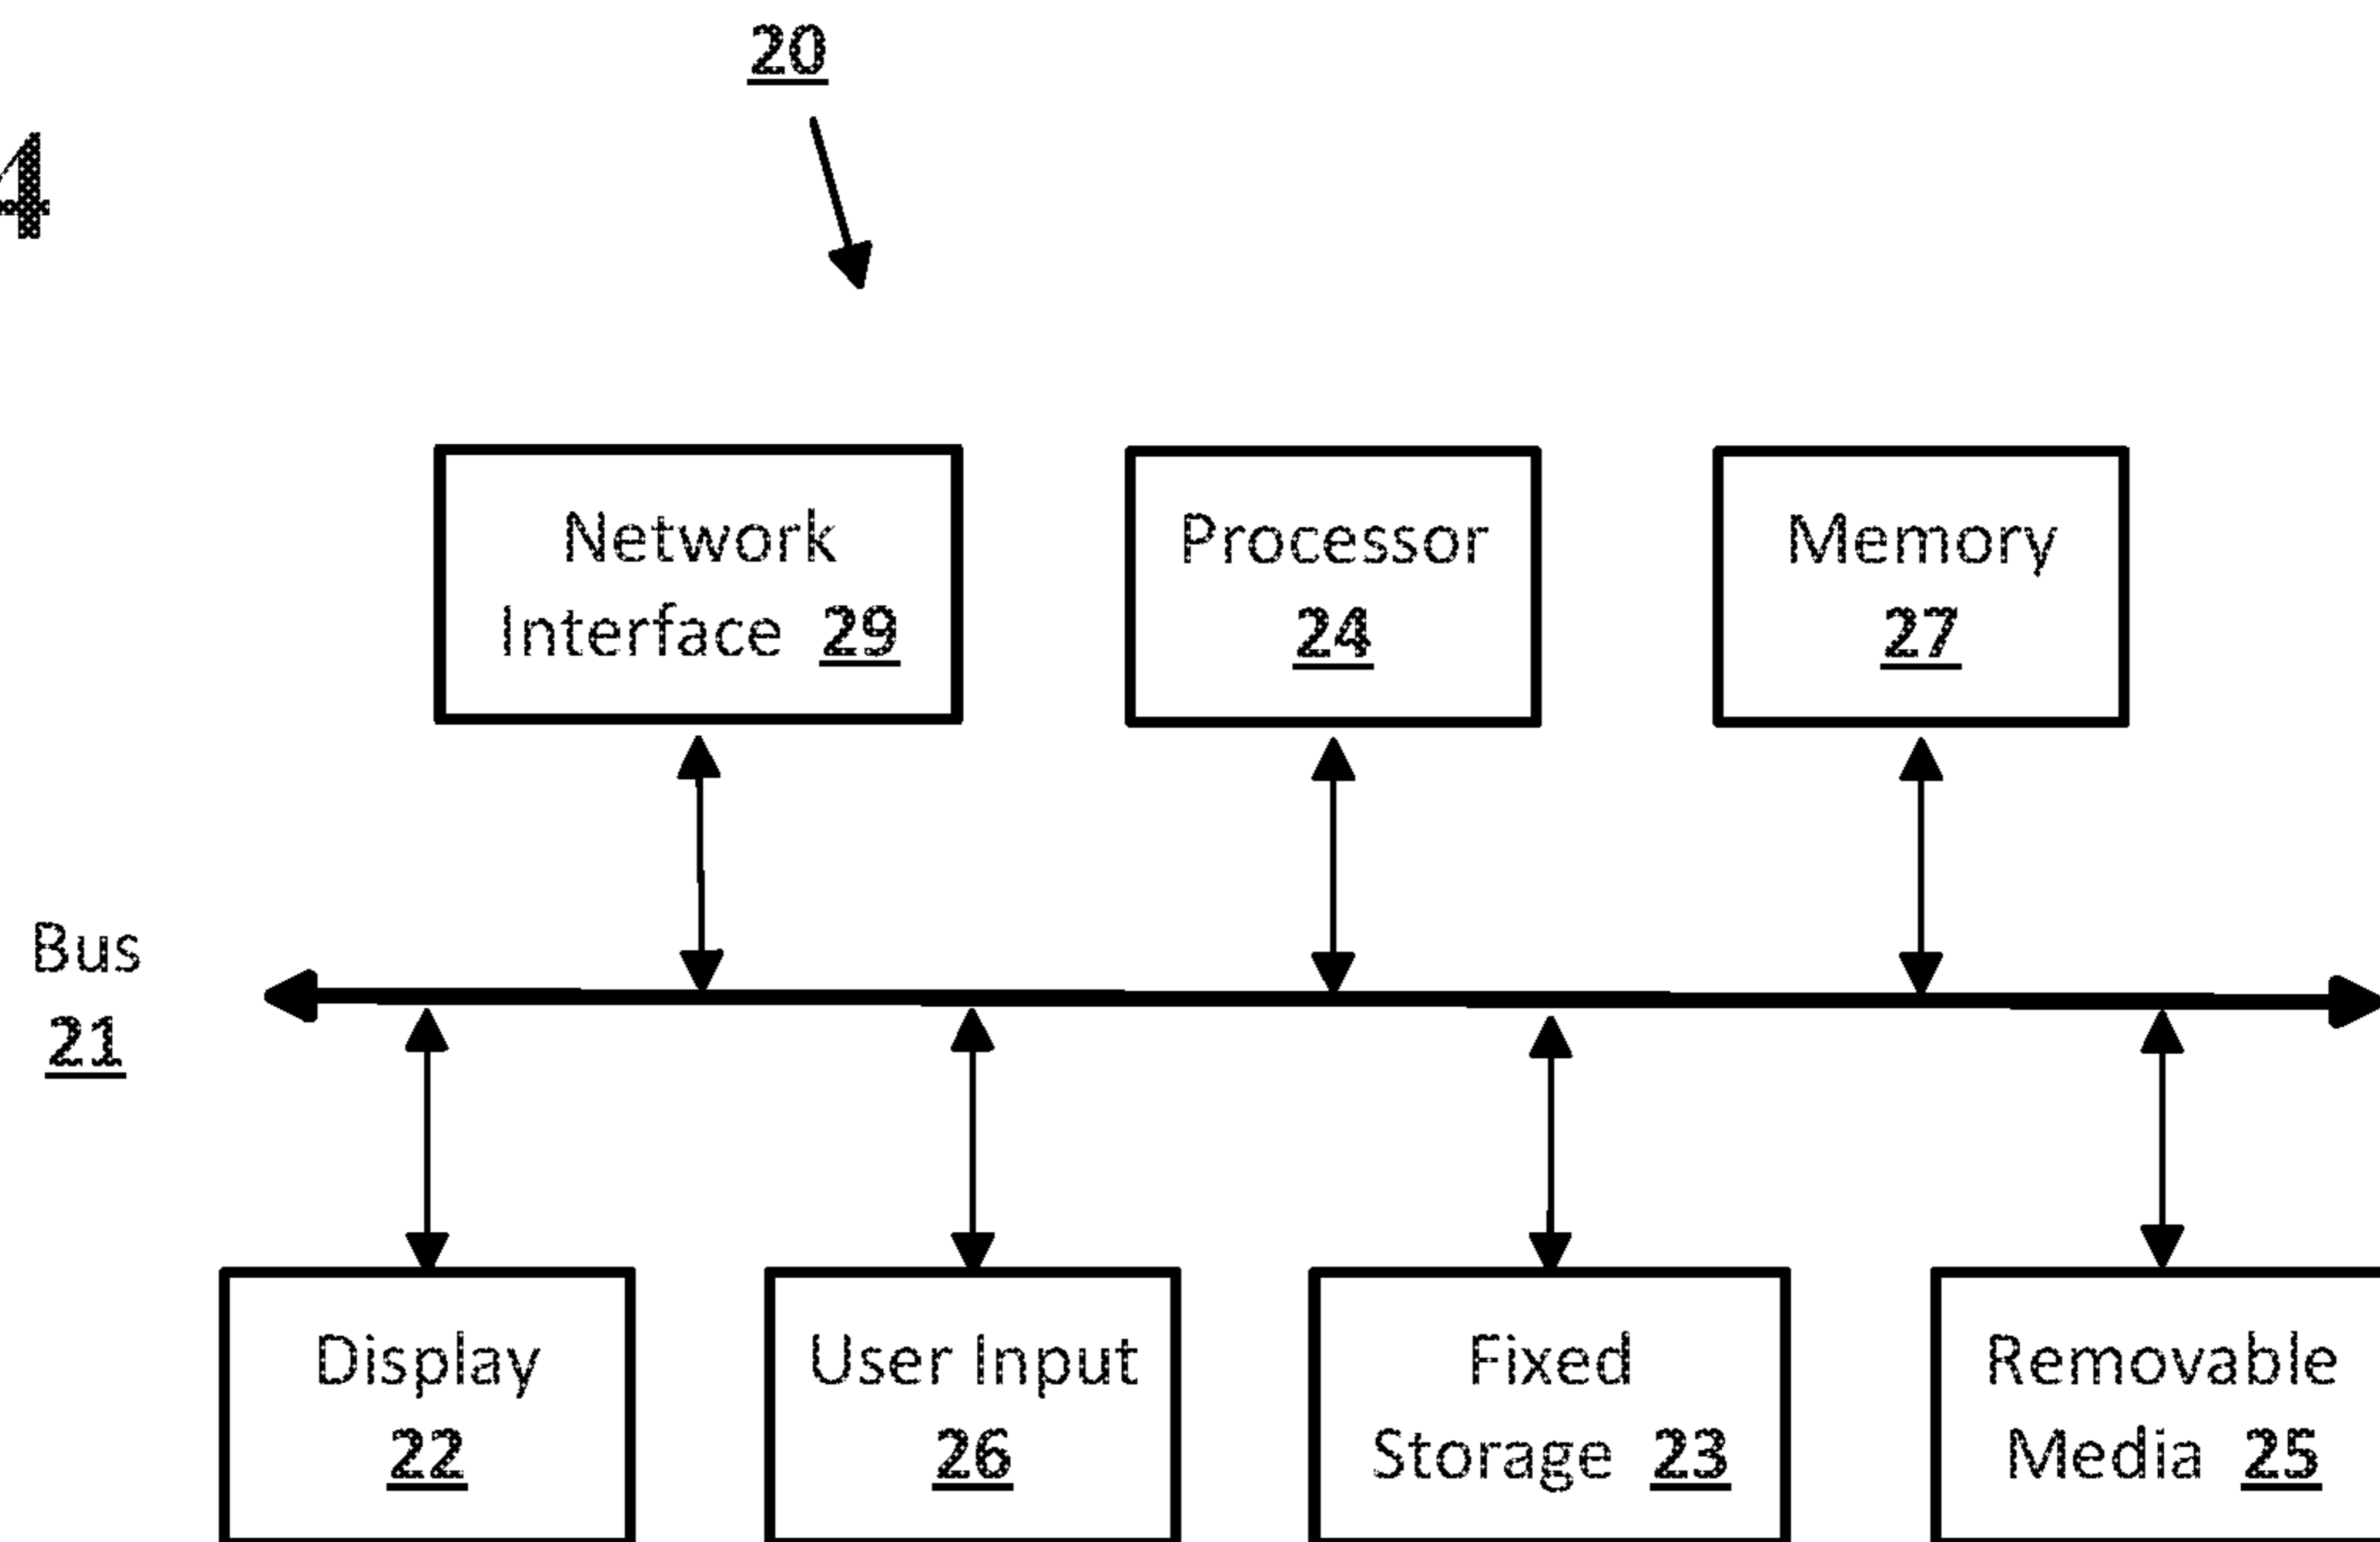 20
4
Network
Interface 29
Processor
24
Memory
27
Bus
21
Display
22
User Input
26
Fixed
Storage 23
Removable
Media 25